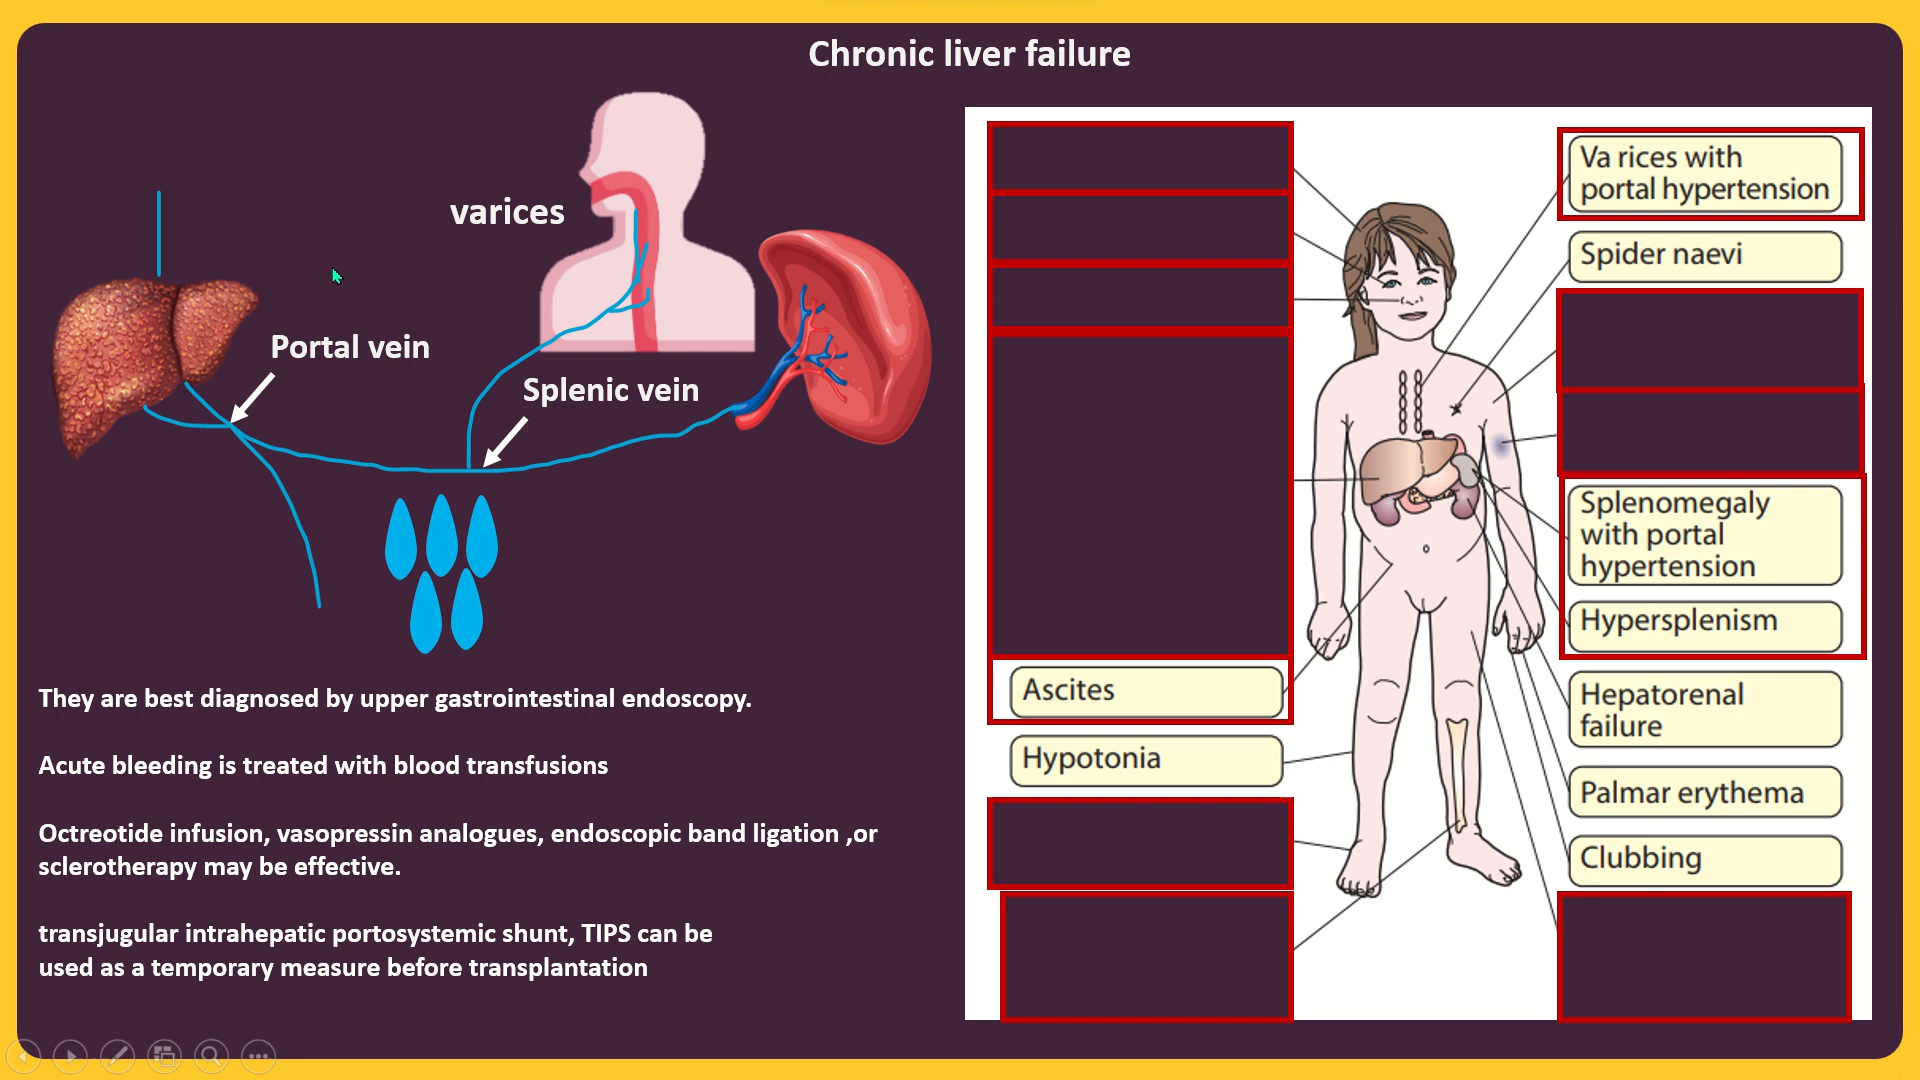 Chronic liver failure
varices
Portal vein
Splenic vein
They are best diagnosed by upper gastrointestinal endoscopy.
Acute bleeding is treated with blood transfusions
Octreotide infusion, vasopressin analogues, endoscopic band ligation ,or
sclerotherapy may be effective.
transjugular intrahepatic portosystemic shunt, TIPS can be
used as a temporary measure before transplantation
Ascites
Hypotonia
Va rices with
portal hypertension
Spider naevi
Splenomegaly
with portal
hypertension
Hypersplenism
Hepatorenal
failure
Palmar erythema
Clubbing